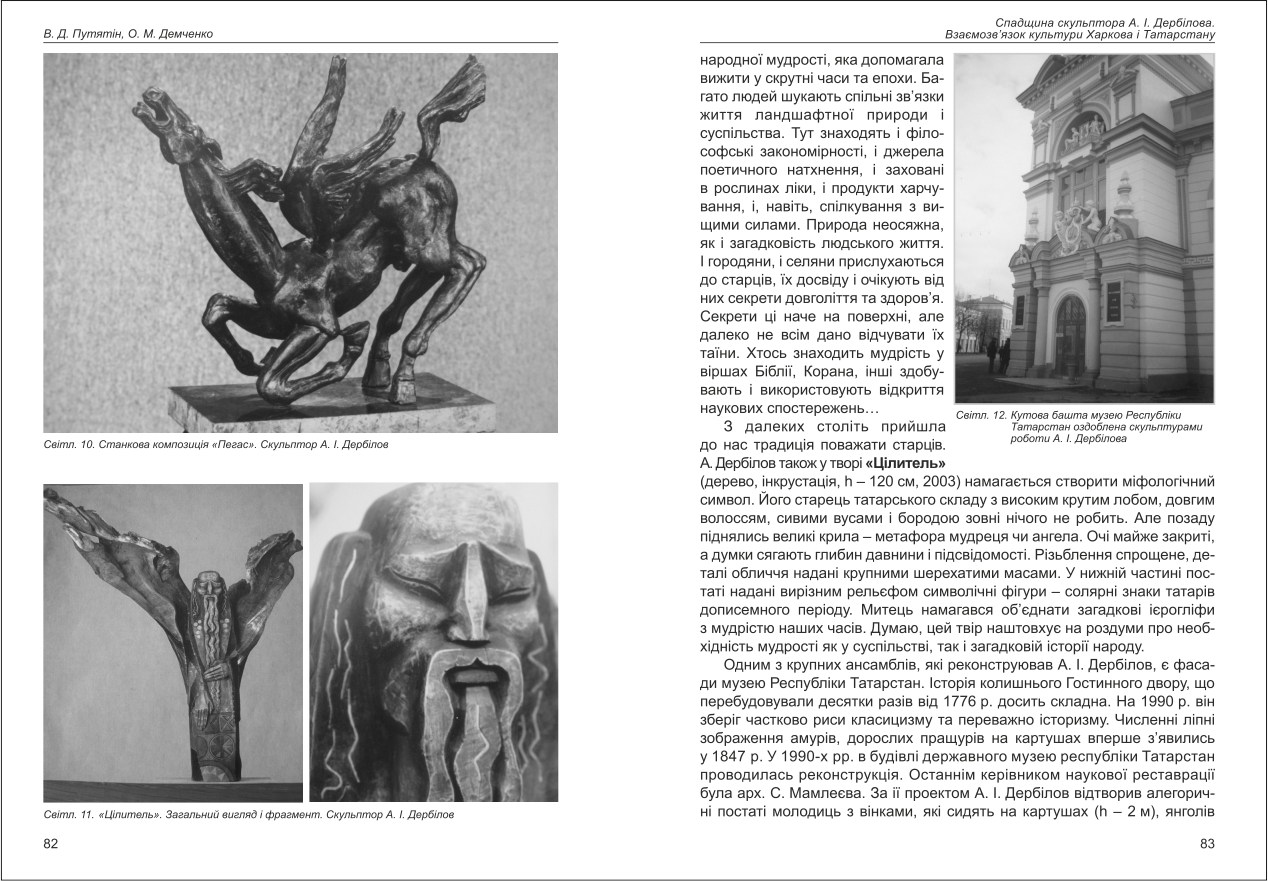 В. Д. Путятін, О. М. Демченко
Світл. 10. Станкова композиція «Пегас». Скульптор А. І. Дербілов
Світл. 11. «Цілитель». Загальний вигляд і фрагмент. Скульптор А. І. Дербілов
82
Спадщина скульптора А. І. Дербілова.
Взаємозв’язок культури Харкова і Татарстану
народної мудрості, яка допомагала
вижити у скрутні часи та епохи. Ба-
гато людей шукають спільні зв’язки
життя ландшафтної природи і
суспільства. Тут знаходять і філо-
софські закономірності, і джерела
поетичного натхнення, і заховані
в рослинах ліки, і продукти харчу-
вання, і, навіть, спілкування з ви-
щими силами. Природа неосяжна,
як і загадковість людського життя.
І городяни, і селяни прислухаються
до старців, їх досвіду і очікують від
них секрети довголіття та здоров’я.
Секрети ці наче на поверхні, але
далеко не всім дано відчувати їх
таїни. Хтось знаходить мудрість у
віршах Біблії, Корана, інші здобу-
вають і використовують відкриття
наукових спостережень…
Світл. 12. Кутова башта музею Республіки
Татарстан оздоблена скульптурами
роботи А. І. Дербілова
З далеких століть прийшла
до нас традиція поважати старців.
А. Дербілов також у творі «Цілитель»
(дерево, інкрустація, h – 120 см, 2003) намагається створити міфологічний
символ. Його старець татарського складу з високим крутим лобом, довгим
волоссям, сивими вусами і бородою зовні нічого не робить. Але позаду
піднялись великі крила – метафора мудреця чи ангела. Очі майже закриті,
а думки сягають глибин давнини і підсвідомості. Різьблення спрощене, де-
талі обличчя надані крупними шерехатими масами. У нижній частині пос-
таті надані вирізним рельєфом символічні фігури – солярні знаки татарів
дописемного періоду. Митець намагався об’єднати загадкові ієрогліфи
з мудрістю наших часів. Думаю, цей твір наштовхує на роздуми про необ-
хідність мудрості як у суспільстві, так і загадковій історії народу.
Одним з крупних ансамблів, які реконструював А. І. Дербілов, є фаса-
ди музею Республіки Татарстан. Історія колишнього Гостинного двору, що
перебудовували десятки разів від 1776 р. досить складна. На 1990 р. він
зберіг частково риси класицизму та переважно історизму. Численні ліпні
зображення амурів, дорослих пращурів на картушах вперше з’явились
у 1847 р. У 1990-х рр. в будівлі державного музею республіки Татарстан
проводилась реконструкція. Останнім керівником наукової реставрації
була арх. С. Мамлєєва. За її проектом А. І. Дербілов відтворив алегорич-
ні постаті молодиць з вінками, які сидять на картушах (h – 2 м), янголів
83